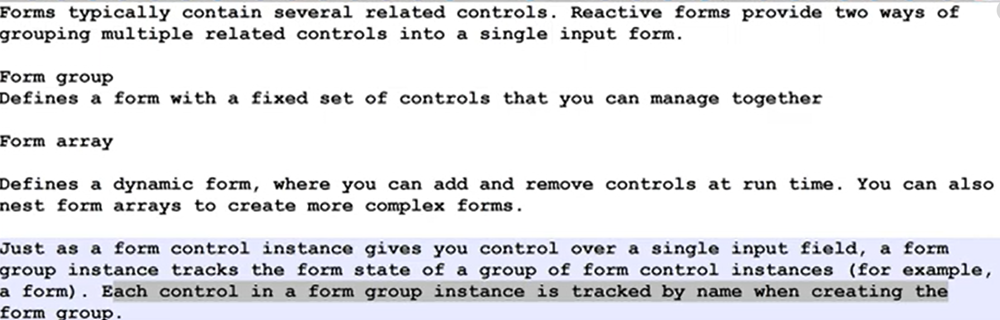 Forms typically contain several related controls. Reactive forms provide two ways of
grouping multiple related controls into a single input form.
Form group
Defines a form with a fixed set of controls that you can manage together
Form array
Defines a dynamic form, where you can add and remove controls at run time. You can also
nest form arrays to create more complex forms.
Just as a form control instance gives you control over a single input field, a form
group instance tracks the form state of a group of form control instances (for example,
a form). Each control in a form group instance is tracked by name when creating the
form group.